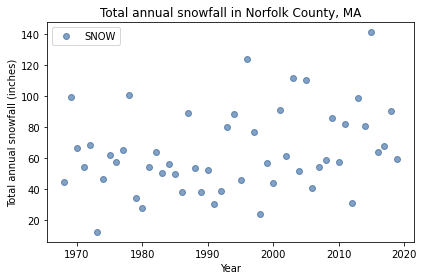 Total annual snowfall in Norfolk County, MA
SNOW
Total annual snowfall (inches)
140
120
100
80
60
40
20
1970 1980 1990 2000 2010 2020
Year